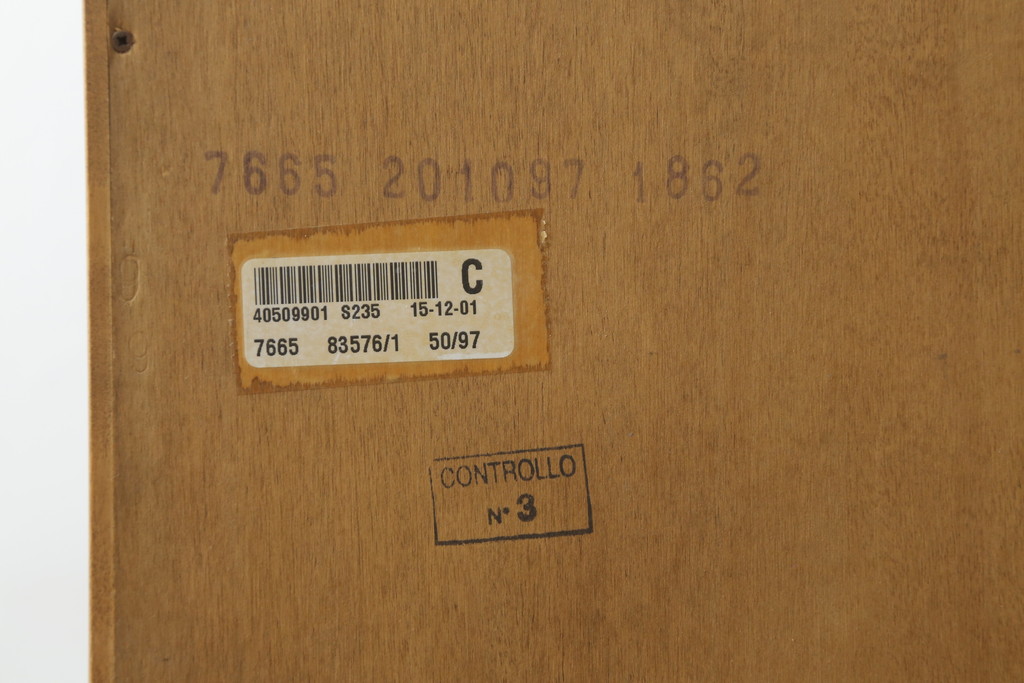 7665 201097 1862
C
40509901 S235 15-12-01
7665 83576/1 50/97
CONTROLLO
N° 3